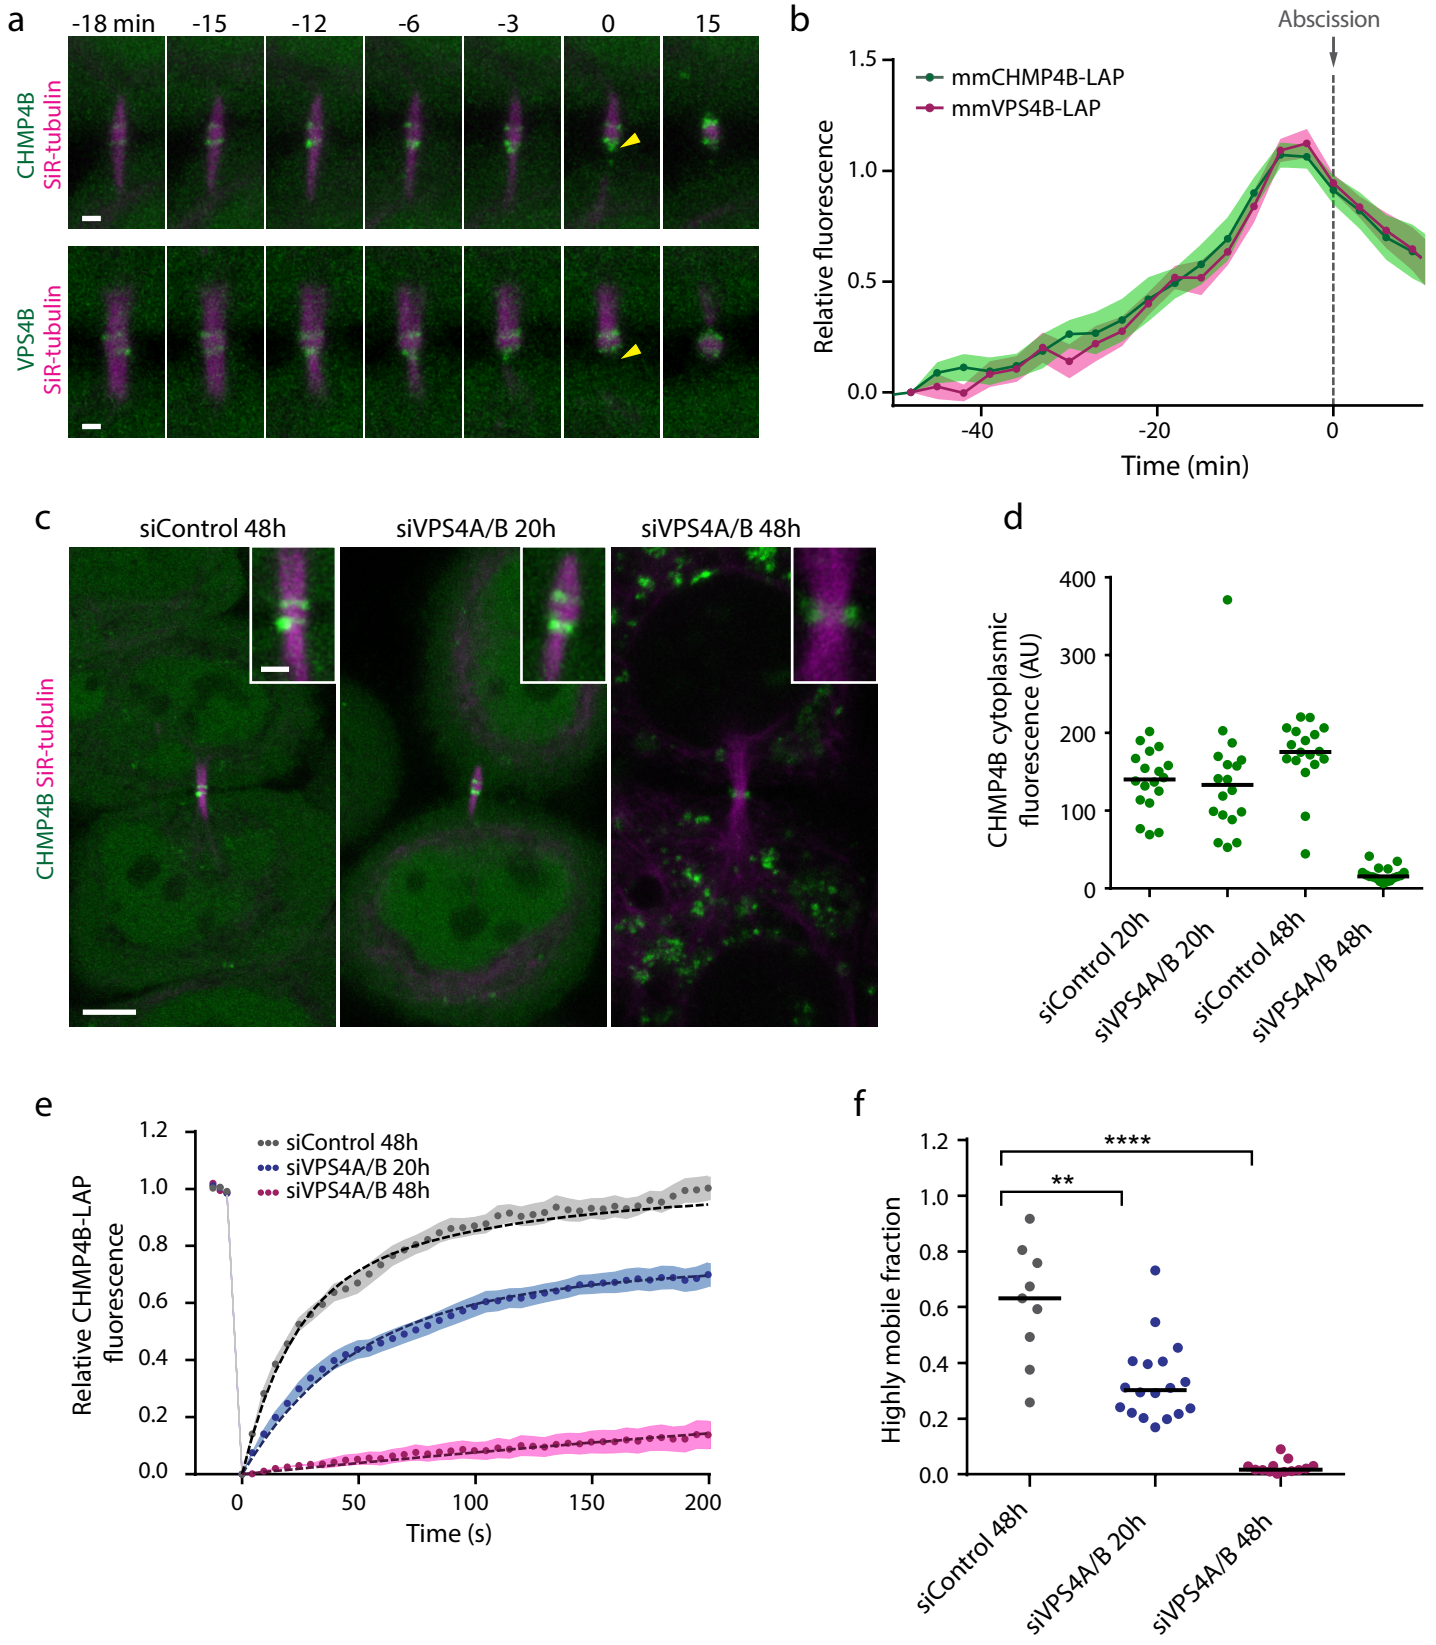 a
-18 min -15 -12 -6 -3 0 15
CHMP4B
SiR-tubulin
VPS4B
SiR-tubulin
b
Abscission
mmCHMP4B-LAP
mmVPS4B-LAP
Relative fluorescence
1.5
1.0
0.5
0.0
-40 -20 0
Time (min)
c
siControl 48h siVPS4A/B 20h siVPS4A/B 48h
CHMP4B SiR-tubulin
d
CHMP4B cytoplasmic
fluorescence (AU)
400
300
200
100
0
siControl 20h
siVPS4A/B 20h
siControl 48h
siVPS4A/B 48h
e
Relative CHMP4B-LAP
fluorescence
1.2
1.0
0.8
0.6
0.4
0.2
0.0
siControl 48h
siVPS4A/B 20h
siVPS4A/B 48h
0 50 100 150 200
Time (s)
f
Highly mobile fraction
1.2
1.0
0.8
0.6
0.4
0.2
0.0
****
**
siControl 48h
siVPS4A/B 20h
siVPS4A/B 48h